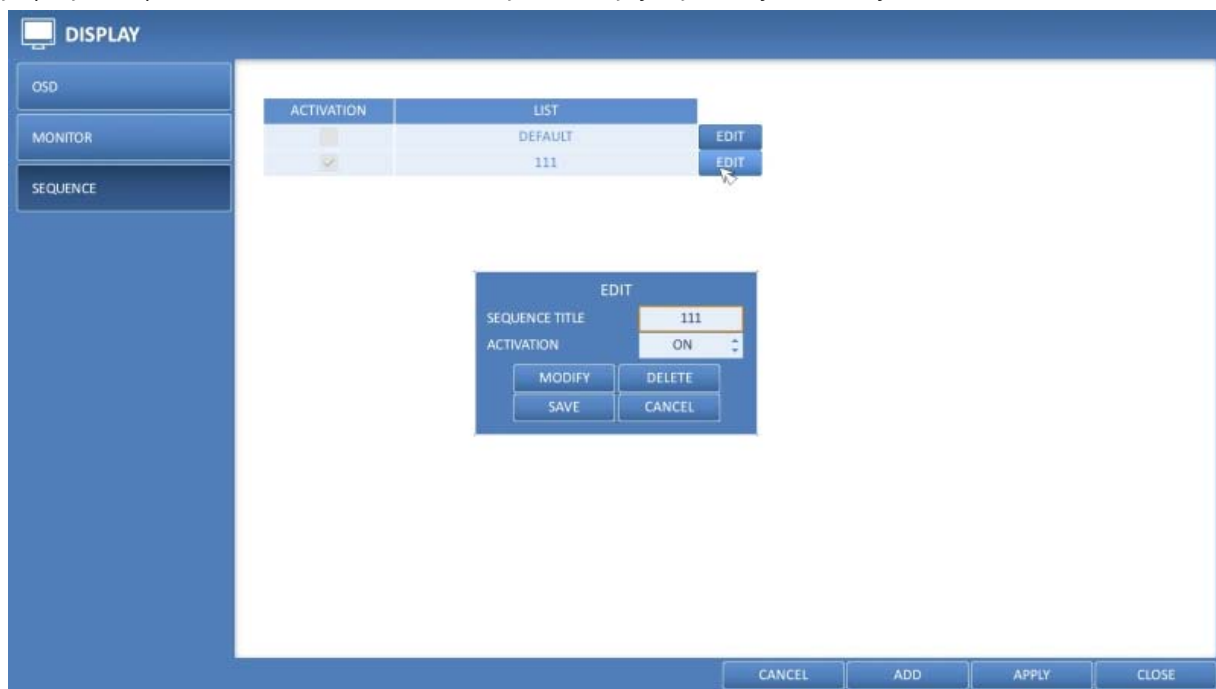 DISPLAY
OSD
MONITOR
SEQUENCE
ACTIVATION LIST
DEFAULT EDIT
111 EDIT
EDIT
SEQUENCE TITLE 111
ACTIVATION ON
MODIFY DELETE
SAVE CANCEL
CANCEL ADD APPLY CLOSE